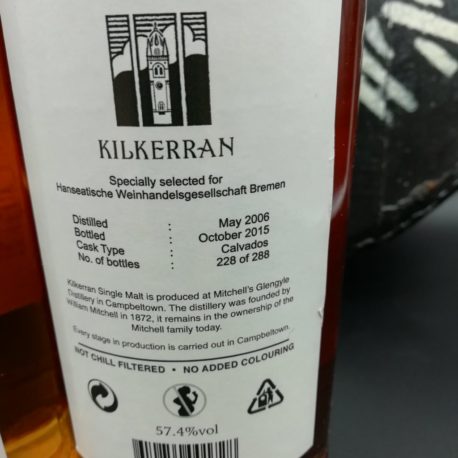 KILKERRAN
Specially selected for
Hanseatische Weinhandelsgesellschaft Bremen
Distilled : May 2006
Bottled : October 2015
Cask Type : Calvados
No. of bottles : 228 of 288
Kilkerran Single Malt is produced at Mitchell's Glengyle
Distillery in Campbeltown. The distillery was founded by
William Mitchell in 1872, it remains in the ownership of the
Mitchell family today.
Every stage in production is carried out in Campbeltown.
NOT CHILL FILTERED • NO ADDED COLOURING
57.4%vol